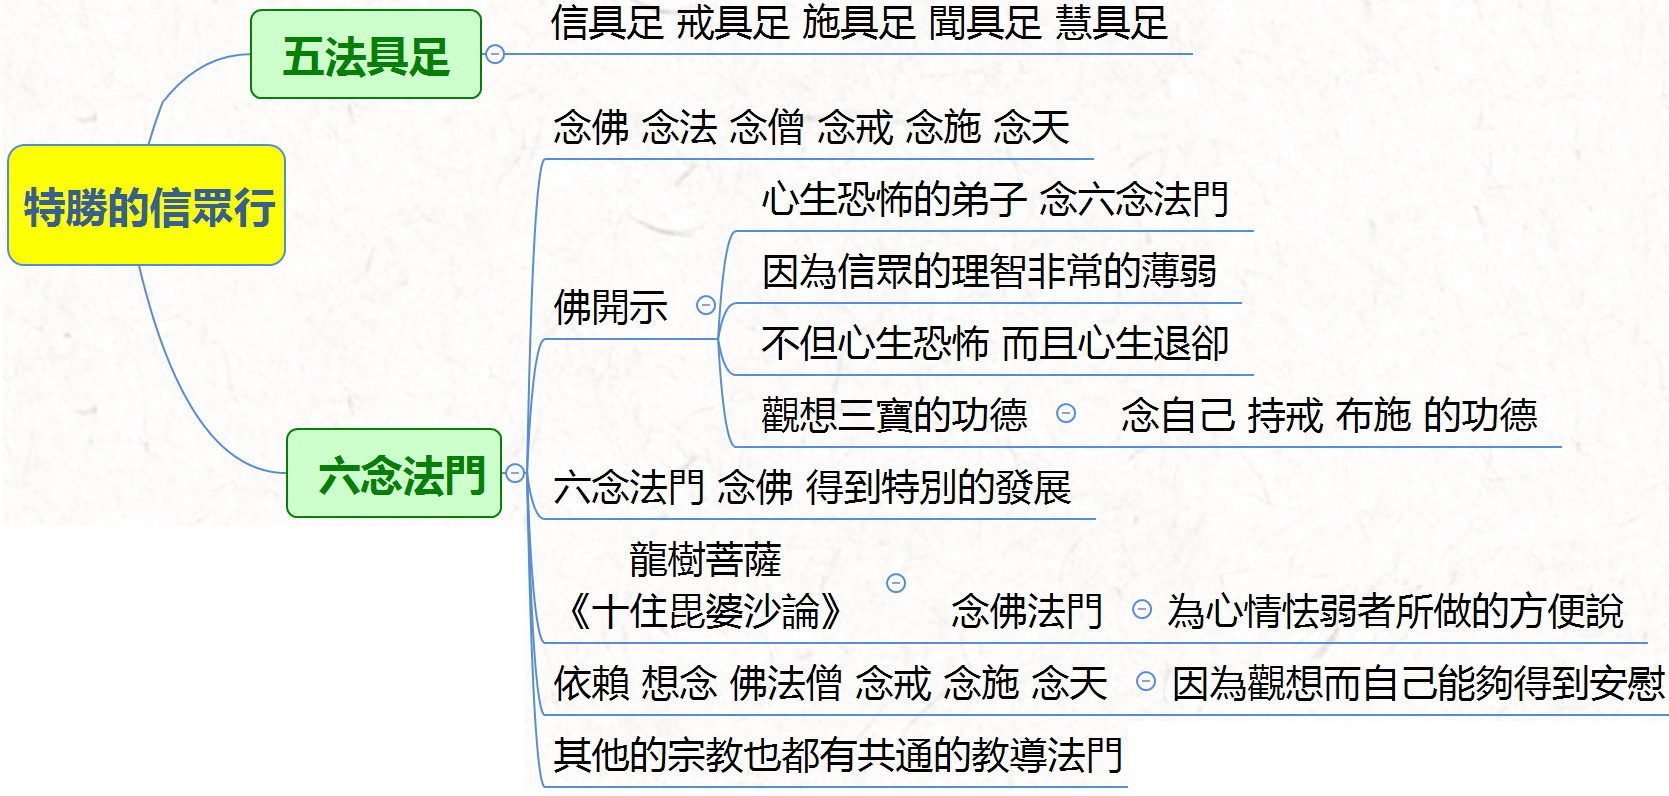 特勝的信眾行
五法具足
信具足 戒具足 施具足 聞具足 慧具足
六念法門
念佛 念法 念僧 念戒 念施 念天
佛開示
心生恐怖的弟子 念六念法門
因為信眾的理智非常的薄弱
不但心生恐怖 而且心生退卻
觀想三寶的功德
念自己 持戒 布施 的功德
六念法門 念佛 得到特別的發展
龍樹菩薩
《十住毘婆沙論》
念佛法門
為心情怯弱者所做的方便說
依賴 想念 佛法僧 念戒 念施 念天
因為觀想而自己能夠得到安慰
其他的宗教也都有共通的教導法門